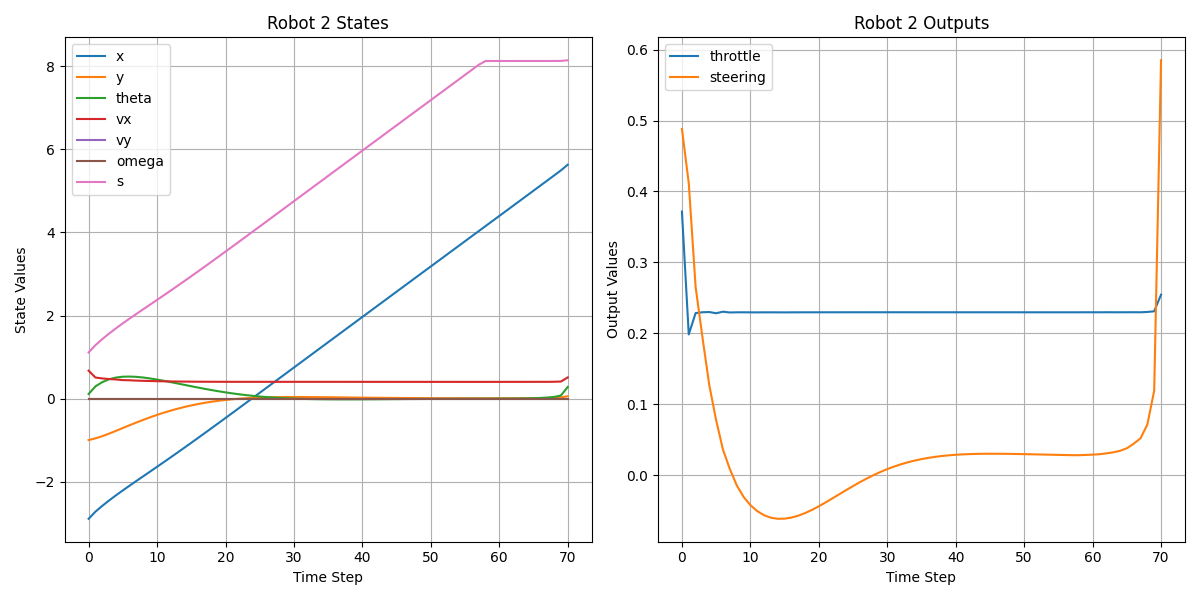 Robot 2 States
x
y
theta
vx
vy
omega
s
State Values
8
6
4
2
0
−2
0 10 20 30 40 50 60 70
Time Step
Robot 2 Outputs
throttle
steering
Output Values
0.6
0.5
0.4
0.3
0.2
0.1
0.0
0 10 20 30 40 50 60 70
Time Step